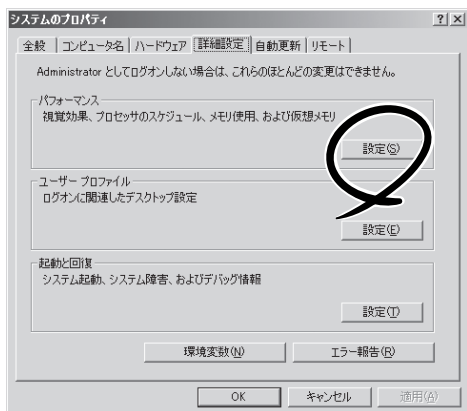 システムのプロパティ
全般 コンピュータ名 ハードウェア 詳細設定 自動更新 リモート
Administrator としてログオンしない場合は、これらのほとんどの変更はできません。
パフォーマンス
視覚効果、プロセッサのスケジュール、メモリ使用、および仮想メモリ
設定(S)
ユーザー プロファイル
ログオンに関連したデスクトップ設定
設定(E)
起動と回復
システム起動、システム障害、およびデバッグ情報
設定(T)
環境変数(N) エラー報告(R)
OK キャンセル 適用(A)